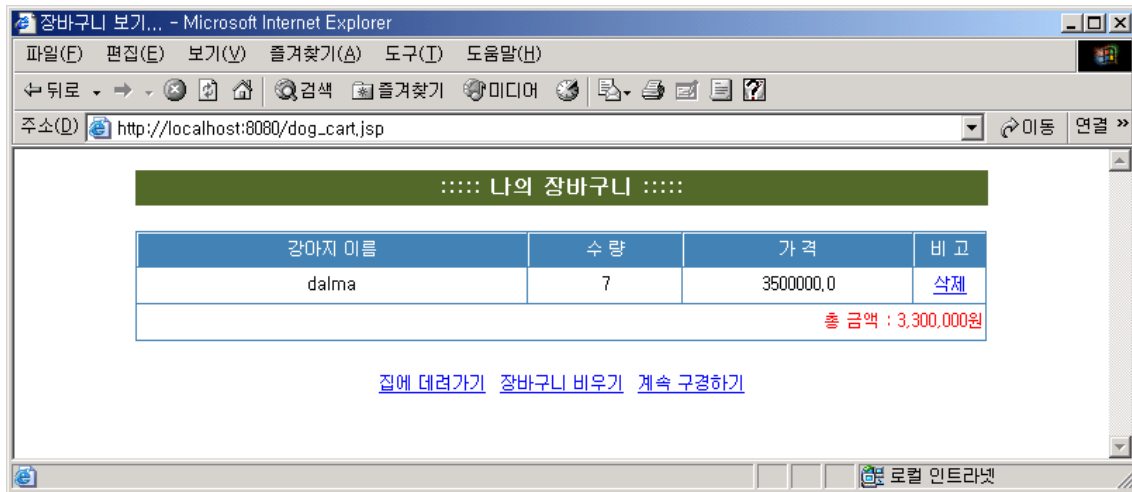 장바구니 보기... - Microsoft Internet Explorer
파일(F) 편집(E) 보기(V) 즐겨찾기(A) 도구(T) 도움말(H)
뒤로 검색 즐겨찾기 미디어
주소(D) http://localhost:8080/dog_cart.jsp 이동 연결 »
::::: 나의 장바구니 :::::
강아지 이름 수 량 가 격 비 고
dalma 7 3500000.0 삭제
총 금액 : 3,300,000원
집에 데려가기 장바구니 비우기 계속 구경하기
로컬 인트라넷